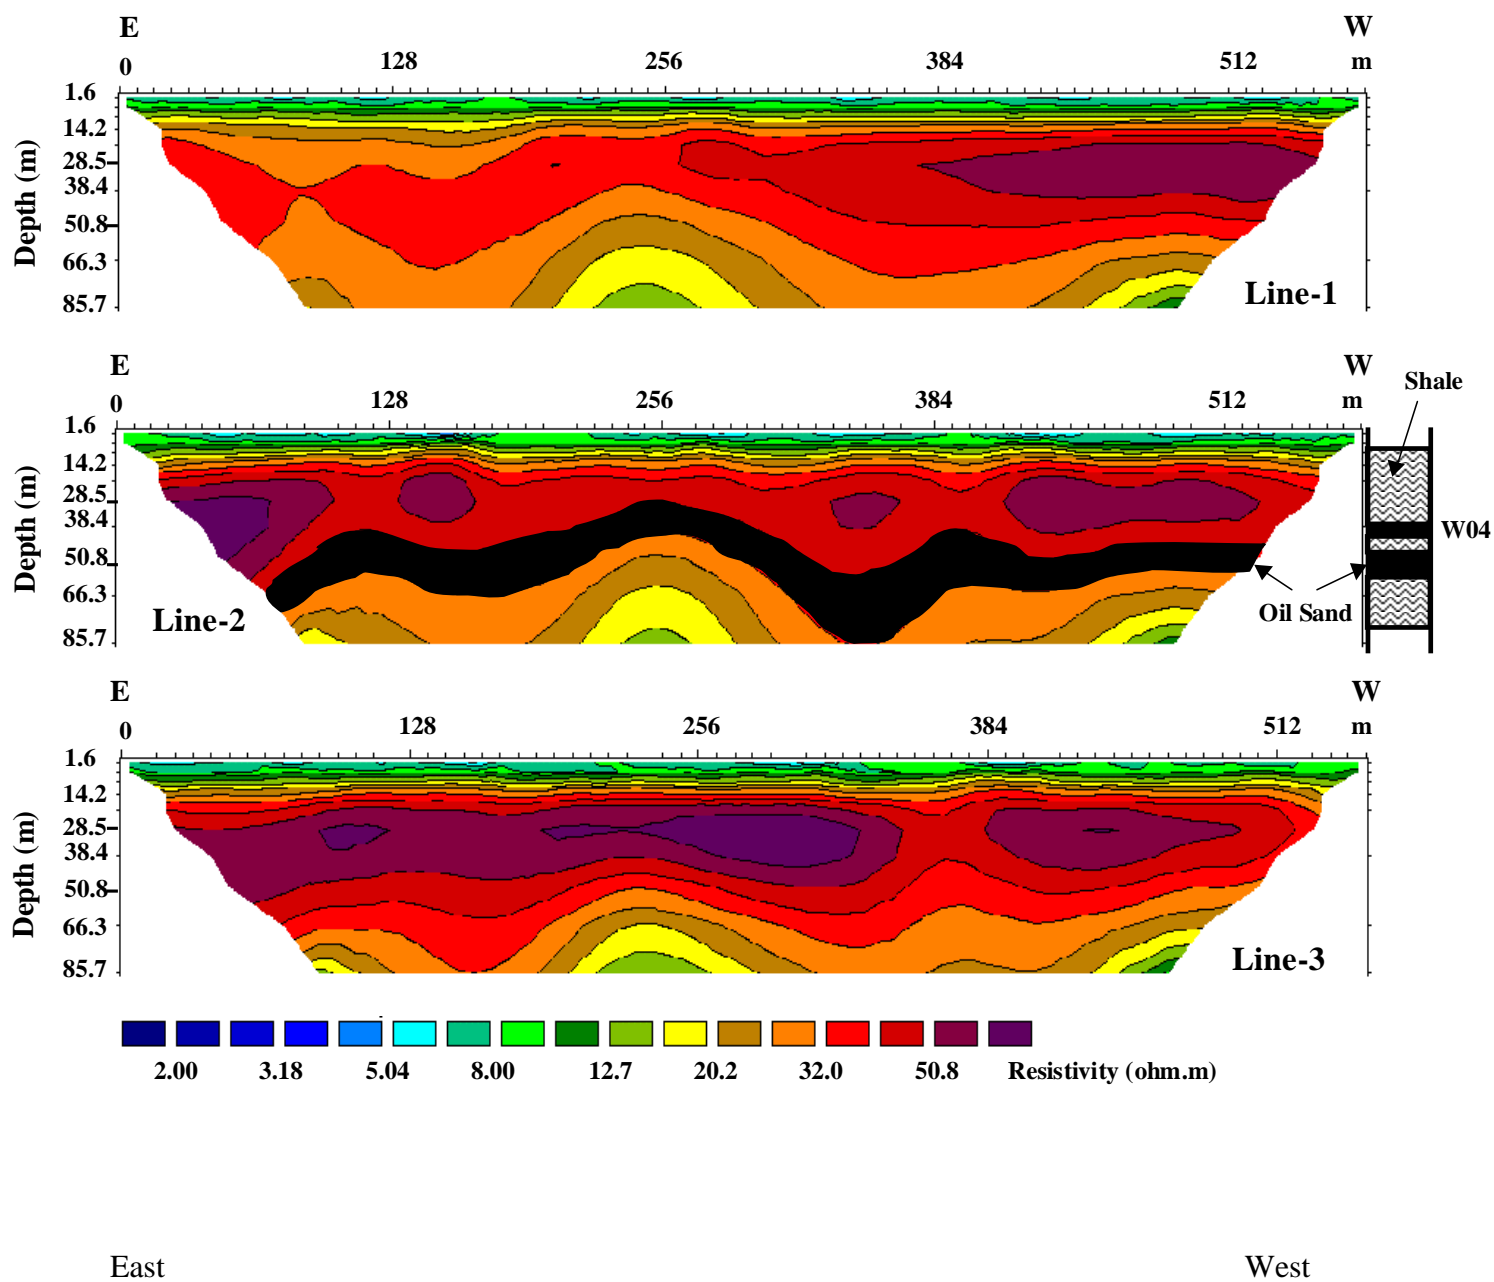 E W
0 128 256 384 512 m
1.6
14.2
28.5
38.4
50.8
66.3
85.7
Depth (m)
Line-1
E W
0 128 256 384 512 m
Shale
1.6
14.2
28.5
38.4
50.8
66.3
85.7
Depth (m)
W04
Oil Sand
Line-2
E W
0 128 256 384 512 m
1.6
14.2
28.5
38.4
50.8
66.3
85.7
Depth (m)
Line-3
2.00 3.18 5.04 8.00 12.7 20.2 32.0 50.8 Resistivity (ohm.m)
East West